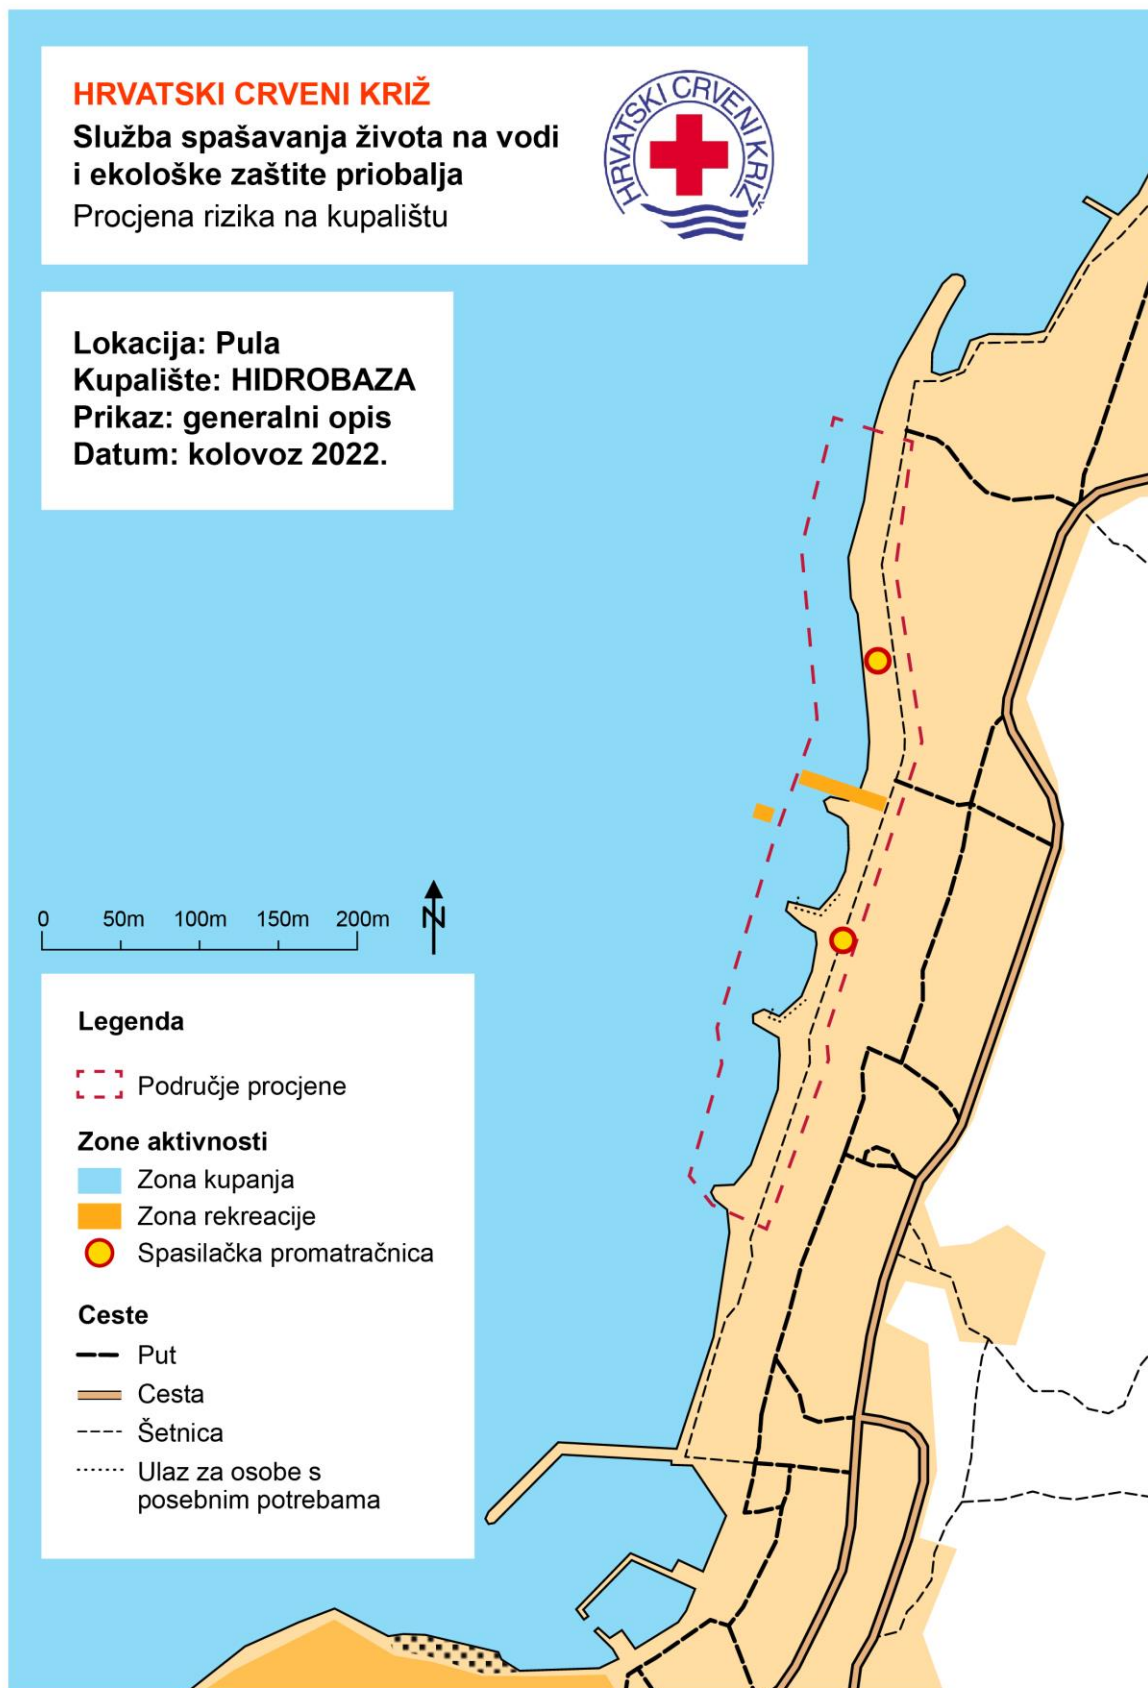 HRVATSKI CRVENI KRIŽ
Služba spašavanja života na vodi
i ekološke zaštite priobalja
Procjena rizika na kupalištu
HRVATSKI CRVENI KRIŽ
Lokacija: Pula
Kupalište: HIDROBAZA
Prikaz: generalni opis
Datum: kolovoz 2022.
0 50m 100m 150m 200m
N
Legenda
Područje procjene
Zone aktivnosti
Zona kupanja
Zona rekreacije
Spasilačka promatračnica
Ceste
Put
Cesta
Šetnica
Ulaz za osobe s
posebnim potrebama